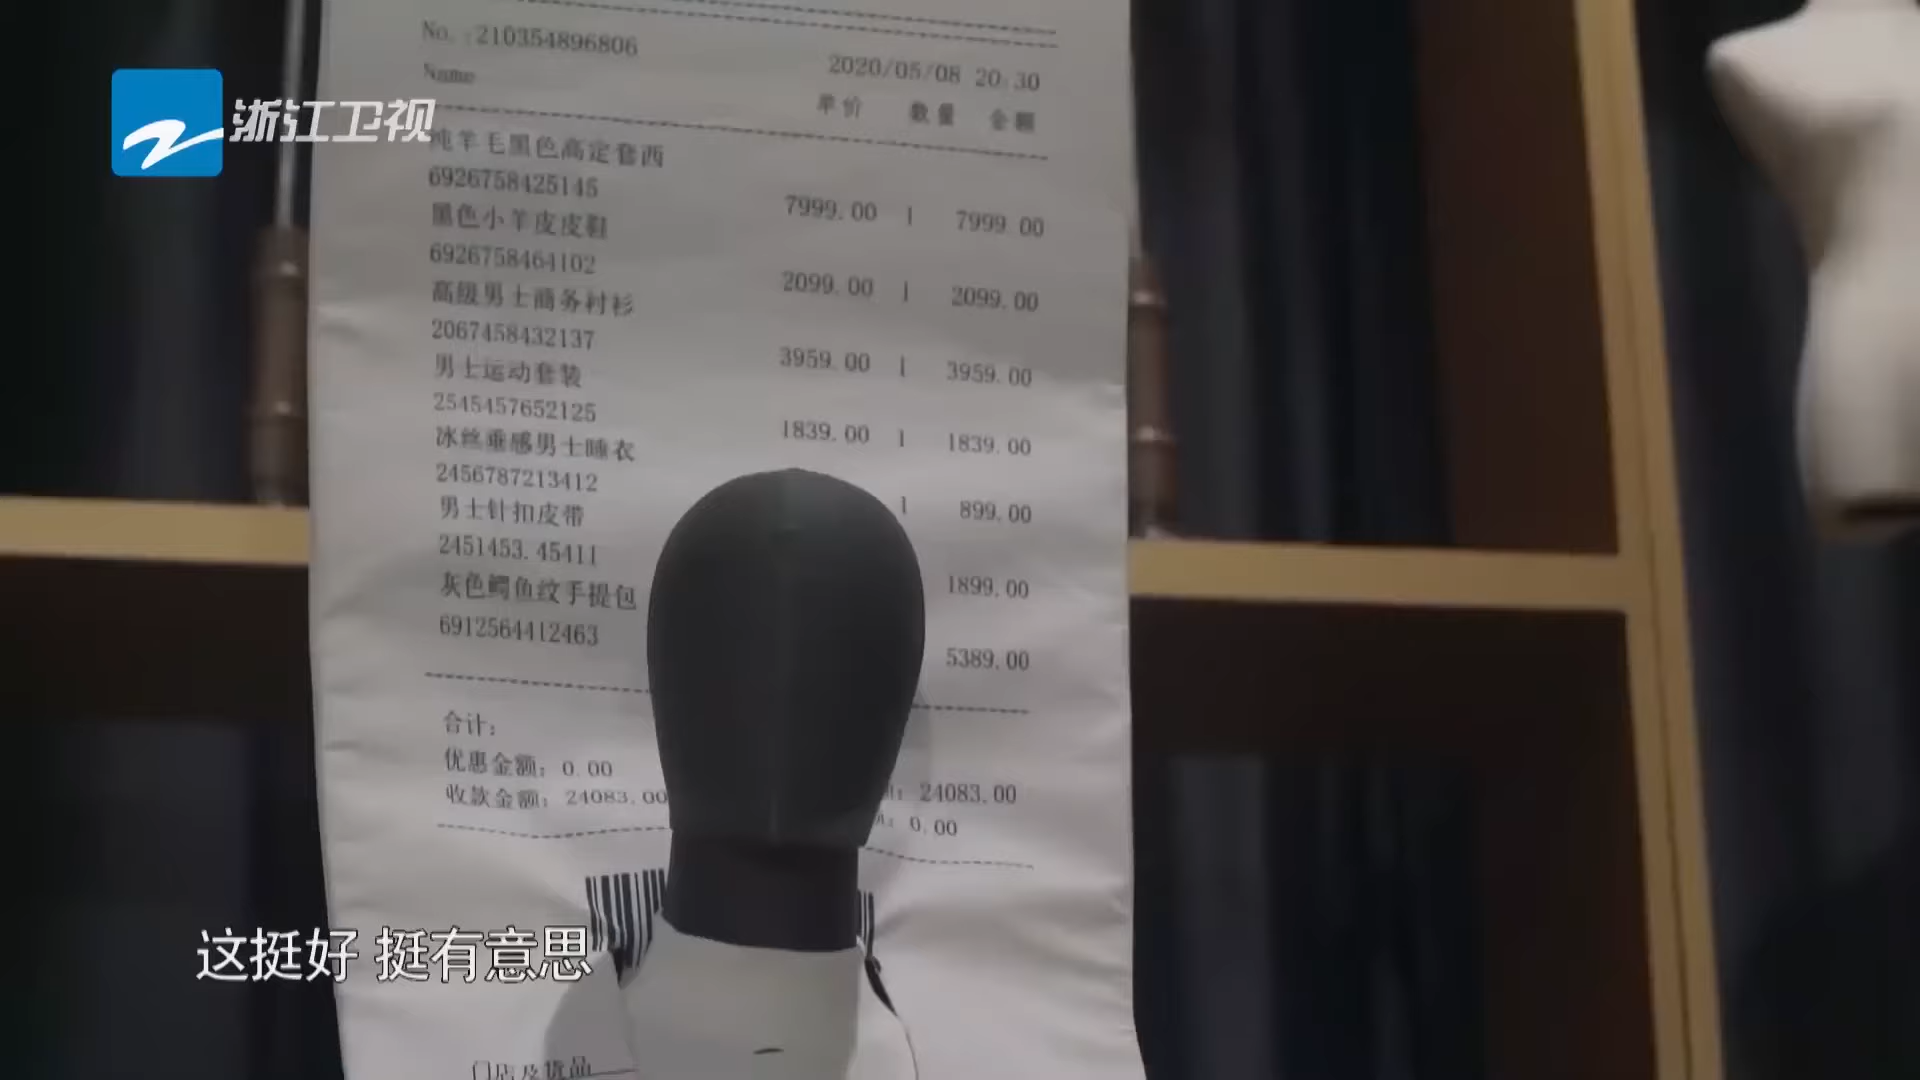 No.:210354896806
2020/05/08 20:30
Name
单价 数量 金额
浙江卫视
纯羊毛黑色高定套西
6926758425145
7999.00 1 7999.00
黑色小羊皮皮鞋
6926758464102
2099.00 1 2099.00
高级男士商务衬衫
2067458432137
3959.00 1 3959.00
男士运动套装
2545457652125
1839.00 1 1839.00
冰丝垂感男士睡衣
2456787213412
1 899.00
男士针扣皮带
2451453.45411
1899.00
灰色鳄鱼纹手提包
6912564412463
5389.00
合计:
优惠金额: 0.00
24083.00
收款金额: 24083.00
0.00
这挺好 挺有意思
门店及货品